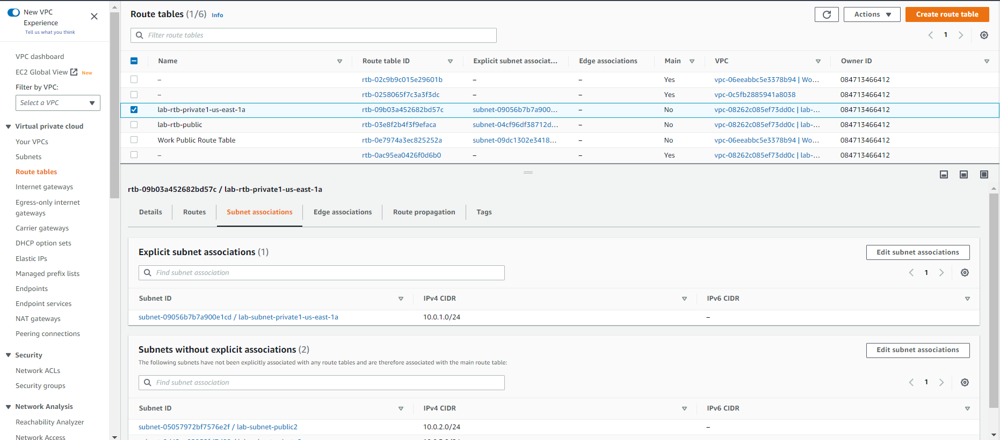 New VPC
Experience
Tell us what you think
VPC dashboard
EC2 Global View New
Filter by VPC:
Select a VPC
Virtual private cloud
Your VPCs
Subnets
Route tables
Internet gateways
Egress-only internet
gateways
Carrier gateways
DHCP option sets
Elastic IPs
Managed prefix lists
Endpoints
Endpoint services
NAT gateways
Peering connections
Security
Network ACLs
Security groups
Network Analysis
Reachability Analyzer
Network Access
Route tables (1/6) Info
Actions
Create route table
Filter route tables
1
Name Route table ID Explicit subnet associat... Edge associations Main VPC Owner ID
– rtb-02c9b9c015e29601b – – Yes vpc-06eeabbc5e3378b94 | Wo... 084713466412
– rtb-0258065f7c3a3f3dc – – Yes vpc-0c5fb2885941a8038 084713466412
lab-rtb-private1-us-east-1a rtb-09b03a452682bd57c subnet-09056b7b7a900... – No vpc-08262c085ef73dd0c | lab-... 084713466412
lab-rtb-public rtb-03e8f2b4f3f9efaca subnet-04cf96df38712d... – No vpc-08262c085ef73dd0c | lab-... 084713466412
Work Public Route Table rtb-0e7974a3ec825252a subnet-09dc1302e3418... – No vpc-06eeabbc5e3378b94 | Wo... 084713466412
– rtb-0ac95ea0426f0d6b0 – – Yes vpc-08262c085ef73dd0c | lab-... 084713466412
rtb-09b03a452682bd57c / lab-rtb-private1-us-east-1a
Details Routes Subnet associations Edge associations Route propagation Tags
Explicit subnet associations (1)
Edit subnet associations
Find subnet association
1
Subnet ID IPv4 CIDR IPv6 CIDR
subnet-09056b7b7a900e1cd / lab-subnet-private1-us-east-1a 10.0.1.0/24 –
Subnets without explicit associations (2)
Edit subnet associations
The following subnets have not been explicitly associated with any route tables and are therefore associated with the main route table:
Find subnet association
1
Subnet ID IPv4 CIDR IPv6 CIDR
subnet-05057972bf7576e2f / lab-subnet-public2 10.0.2.0/24 –